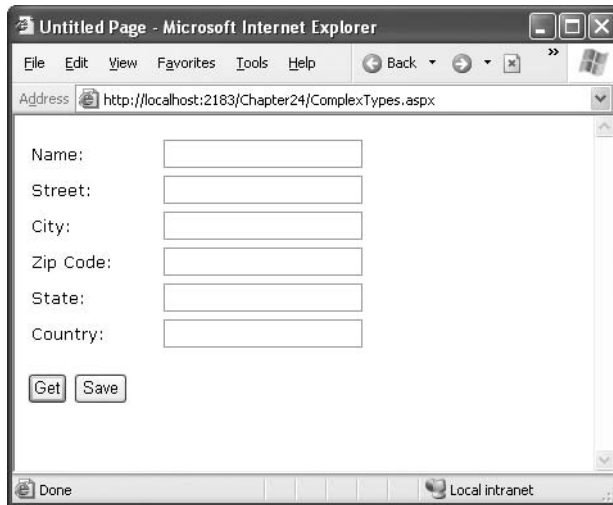 Untitled Page - Microsoft Internet Explorer
File Edit View Favorites Tools Help Back »
Address http://localhost:2183/Chapter24/ComplexTypes.aspx
Name:
Street:
City:
Zip Code:
State:
Country:
Get Save
Done Local intranet